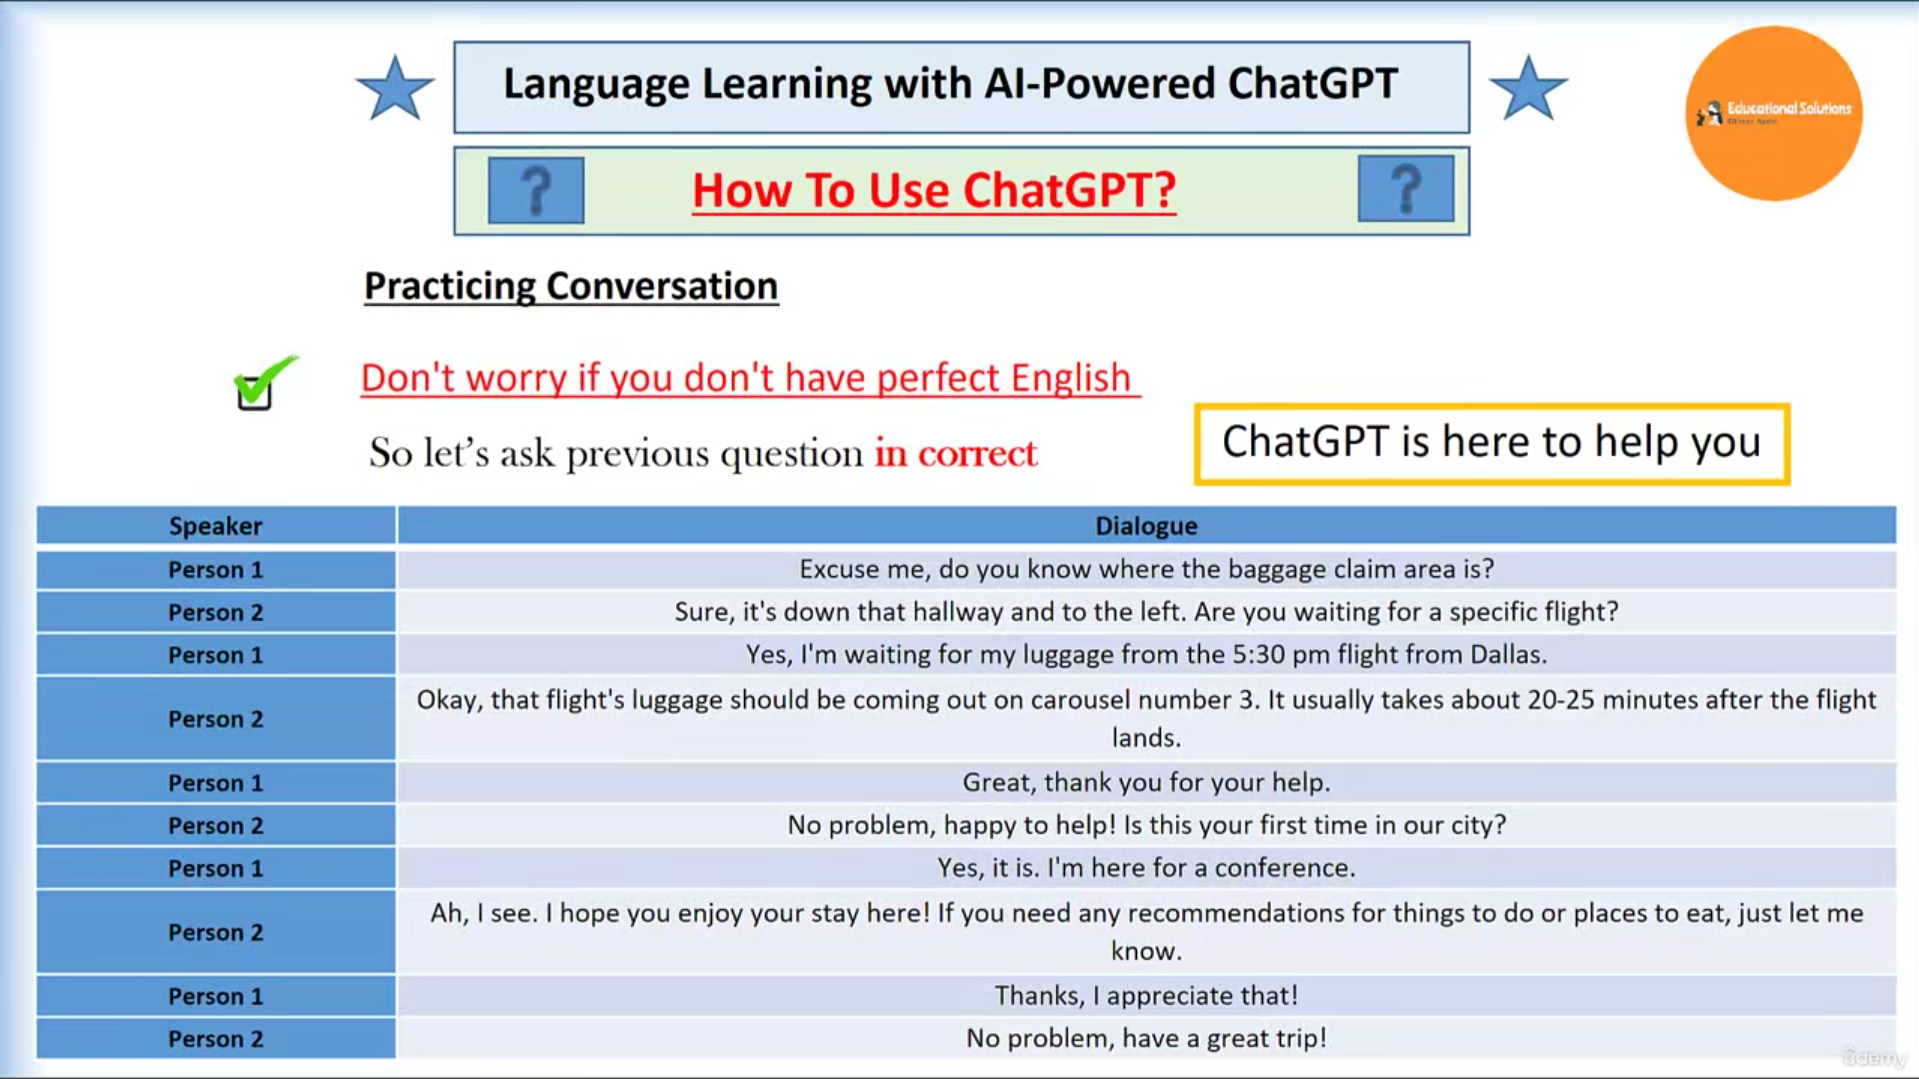 Language Learning with AI-Powered ChatGPT
Educational Solutions
?
How To Use ChatGPT?
?
Practicing Conversation
Don't worry if you don't have perfect English
So let’s ask previous question in correct
ChatGPT is here to help you
Speaker Dialogue
Person 1 Excuse me, do you know where the baggage claim area is?
Person 2 Sure, it's down that hallway and to the left. Are you waiting for a specific flight?
Person 1 Yes, I'm waiting for my luggage from the 5:30 pm flight from Dallas.
Person 2 Okay, that flight's luggage should be coming out on carousel number 3. It usually takes about 20-25 minutes after the flight
lands.
Person 1 Great, thank you for your help.
Person 2 No problem, happy to help! Is this your first time in our city?
Person 1 Yes, it is. I'm here for a conference.
Person 2 Ah, I see. I hope you enjoy your stay here! If you need any recommendations for things to do or places to eat, just let me
know.
Person 1 Thanks, I appreciate that!
Person 2 No problem, have a great trip!
ûdemy